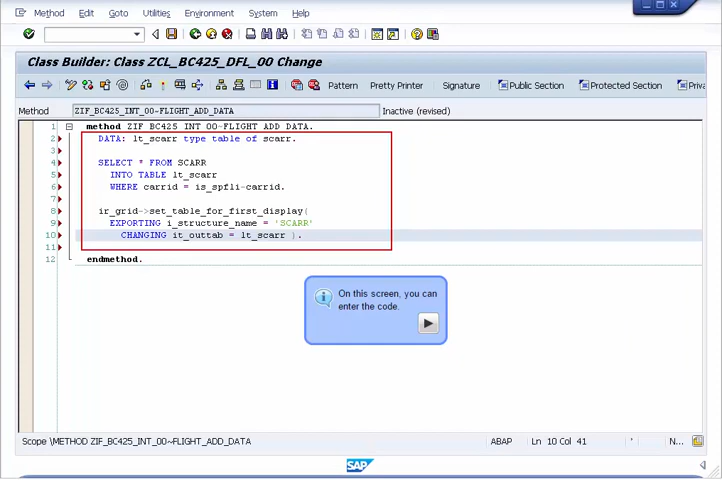 Method Edit Goto Utilities Environment System Help
Class Builder: Class ZCL_BC425_DFL_00 Change
Pattern Pretty Printer Signature Public Section Protected Section Priva
Method ZIF_BC425_INT_00~FLIGHT_ADD_DATA Inactive (revised)
1 method ZIF_BC425_INT_00~FLIGHT_ADD_DATA.
2 DATA: lt_scarr type table of scarr.
3
4 SELECT * FROM SCARR
5 INTO TABLE lt_scarr
6 WHERE carrid = is_spfli-carrid.
7
8 ir_grid->set_table_for_first_display(
9 EXPORTING i_structure_name = 'SCARR'
10 CHANGING it_outtab = lt_scarr ).
11
12 endmethod.
On this screen, you can
enter the code.
Scope \METHOD ZIF_BC425_INT_00~FLIGHT_ADD_DATA ABAP Ln 10 Col 41 N...
SAP